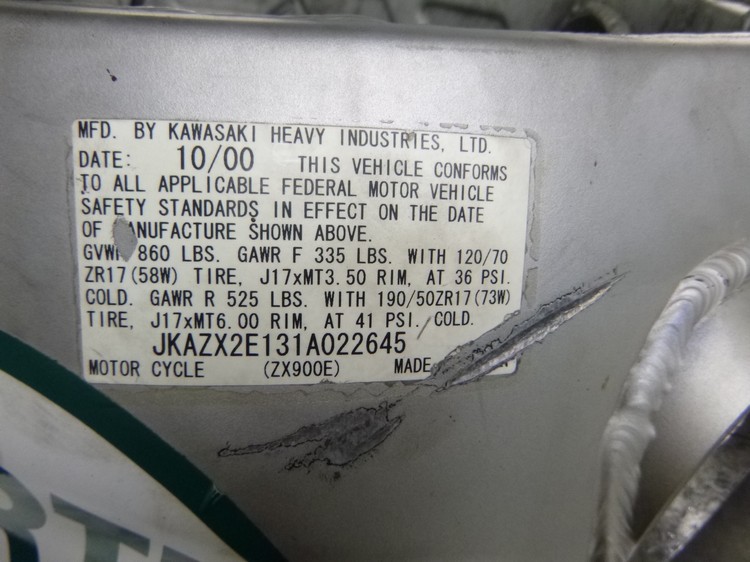 MFD. BY KAWASAKI HEAVY INDUSTRIES, LTD.
DATE: 10/00 THIS VEHICLE CONFORMS
TO ALL APPLICABLE FEDERAL MOTOR VEHICLE
SAFETY STANDARDS IN EFFECT ON THE DATE
OF MANUFACTURE SHOWN ABOVE.
GVWR 860 LBS. GAWR F 335 LBS. WITH 120/70
ZR17(58W) TIRE, J17xMT3.50 RIM, AT 36 PSI.
COLD. GAWR R 525 LBS. WITH 190/50ZR17(73W)
TIRE, J17xMT6.00 RIM, AT 41 PSI. COLD.
JKAZX2E131A022645
MOTOR CYCLE (ZX900E) MADE